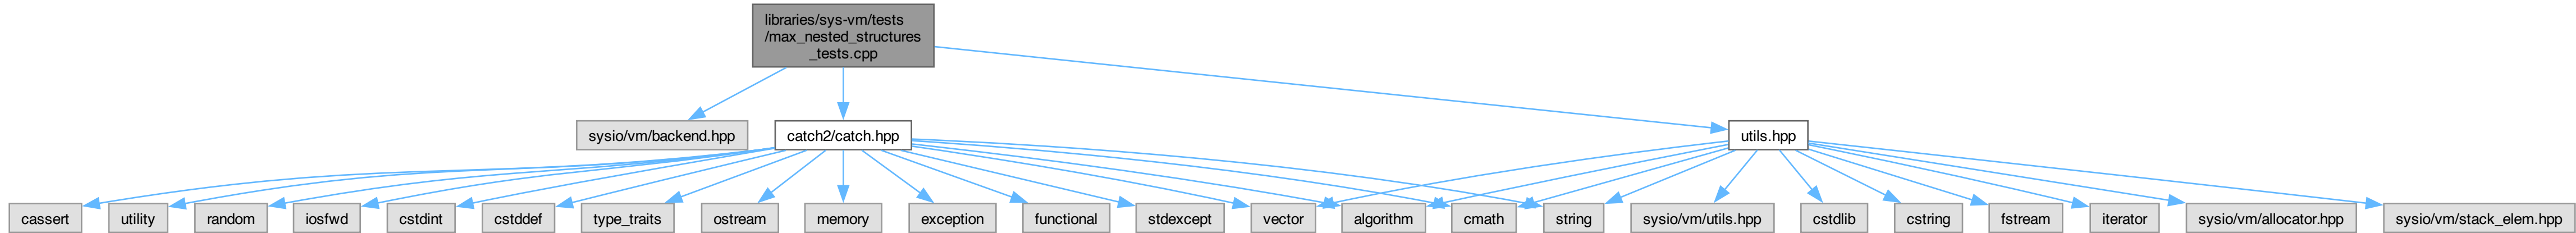 libraries/sys-vm/tests
/max_nested_structures
_tests.cpp
sysio/vm/backend.hpp
catch2/catch.hpp
utils.hpp
cassert
utility
random
iosfwd
cstdint
cstddef
type_traits
ostream
memory
exception
functional
stdexcept
vector
algorithm
cmath
string
sysio/vm/utils.hpp
cstdlib
cstring
fstream
iterator
sysio/vm/allocator.hpp
sysio/vm/stack_elem.hpp